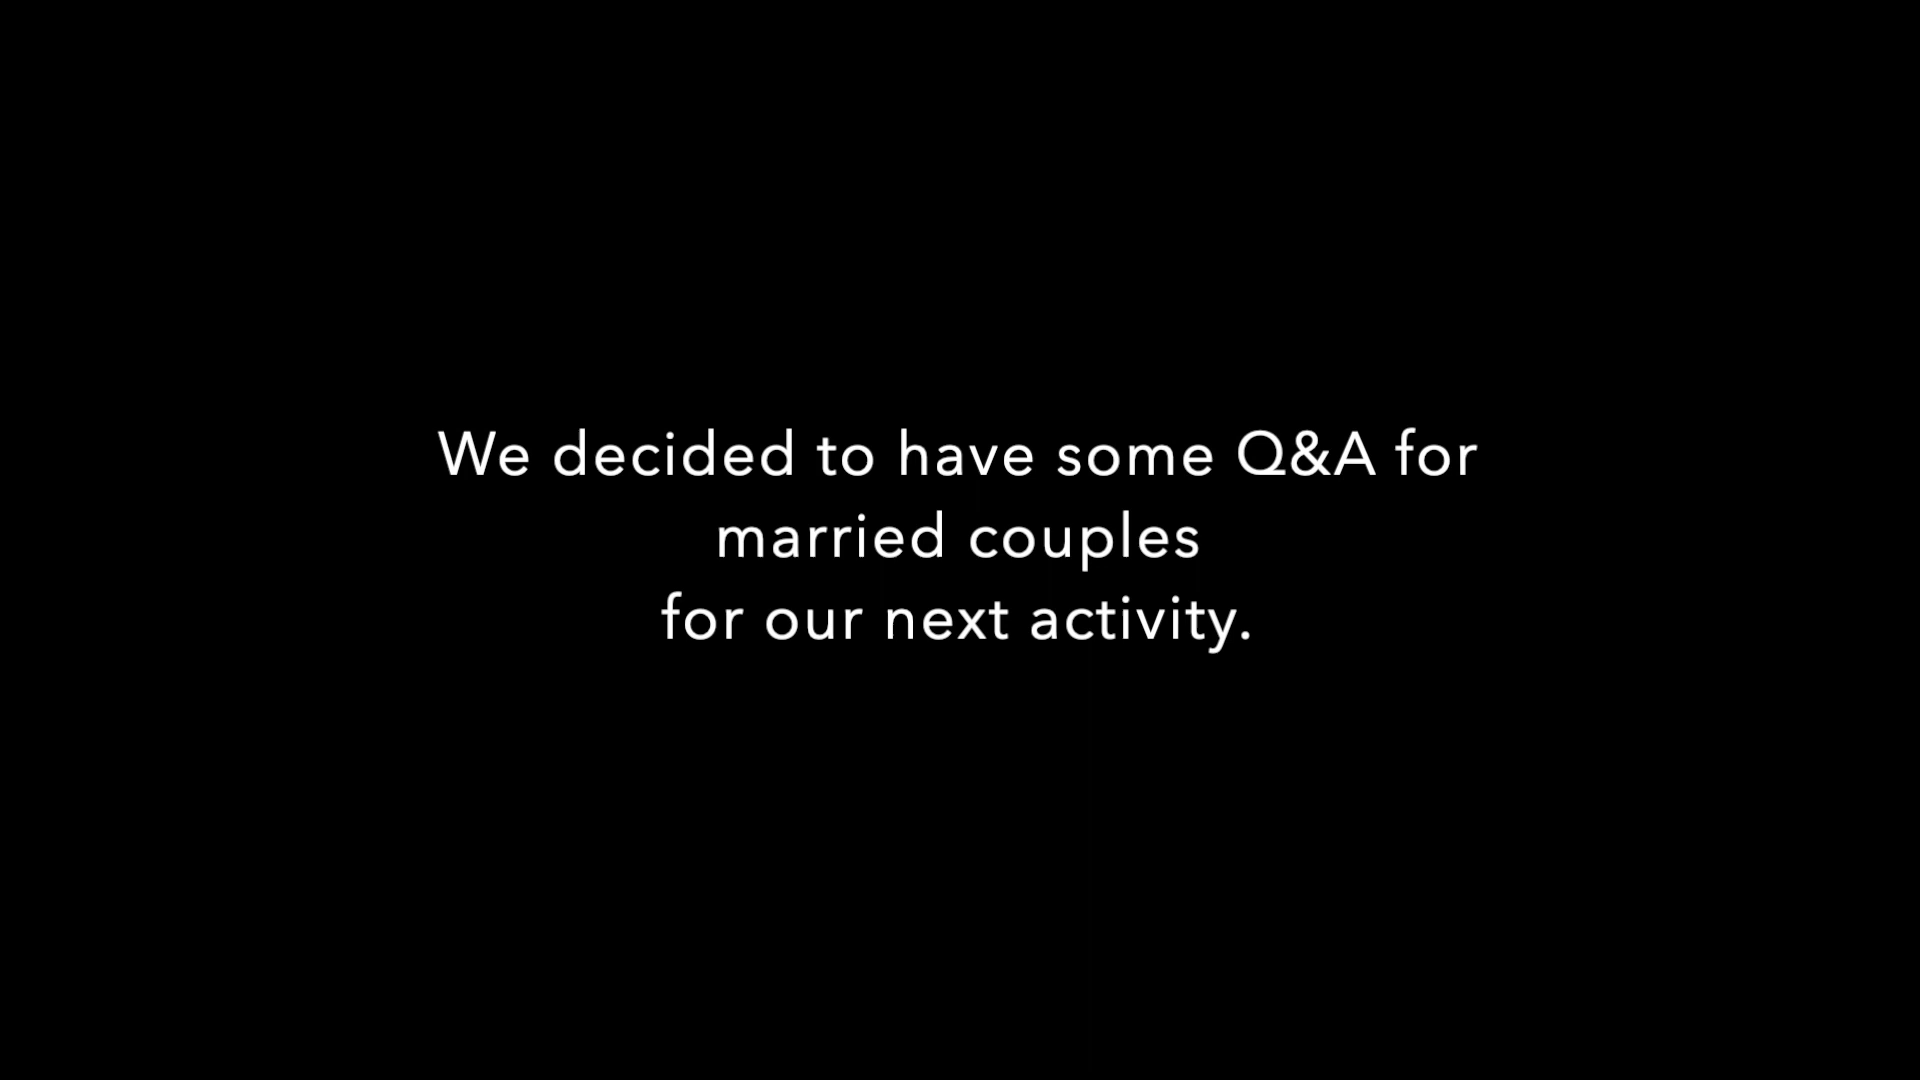 We decided to have some Q&A for
married couples
for our next activity.